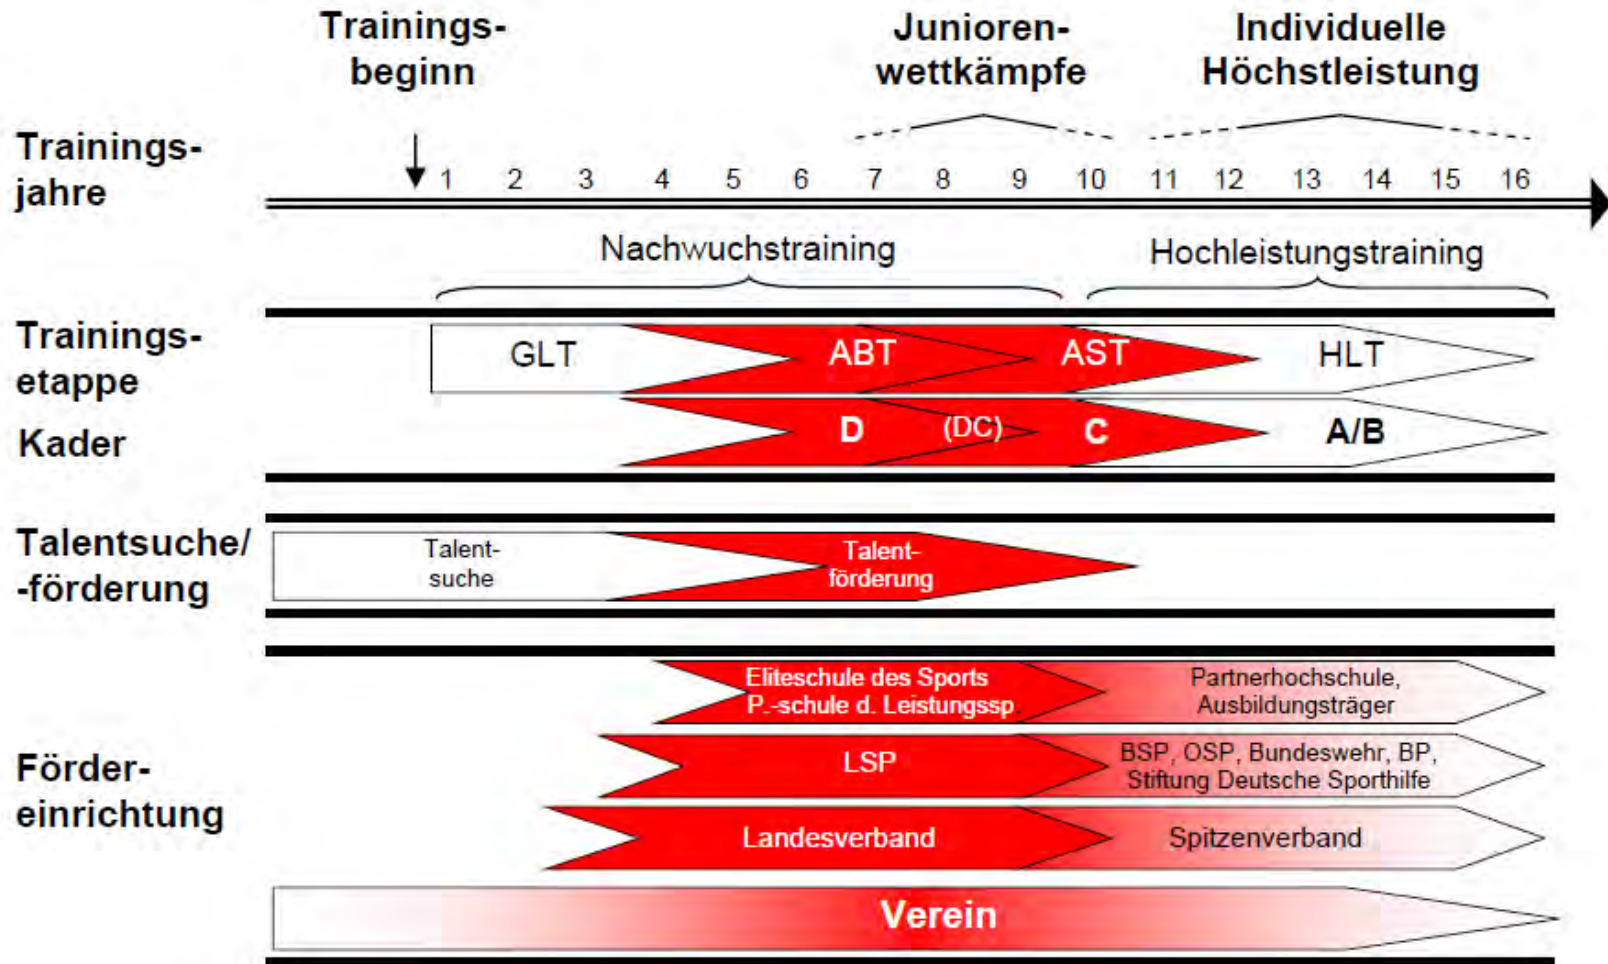 Trainings-
beginn
Junioren-
wettkämpfe
Individuelle
Höchstleistung
Trainings-
jahre
1 2 3 4 5 6 7 8 9 10 11 12 13 14 15 16
Nachwuchstraining
Hochleistungstraining
Trainings-
etappe
GLT ABT AST HLT
Kader
D (DC) C A/B
Talentsuche/
-förderung
Talent-
suche
Talent-
förderung
Förder-
einrichtung
Eliteschule des Sports
P.-schule d. Leistungssp.
Partnerhochschule,
Ausbildungsträger
LSP
BSP, OSP, Bundeswehr, BP,
Stiftung Deutsche Sporthilfe
Landesverband
Spitzenverband
Verein